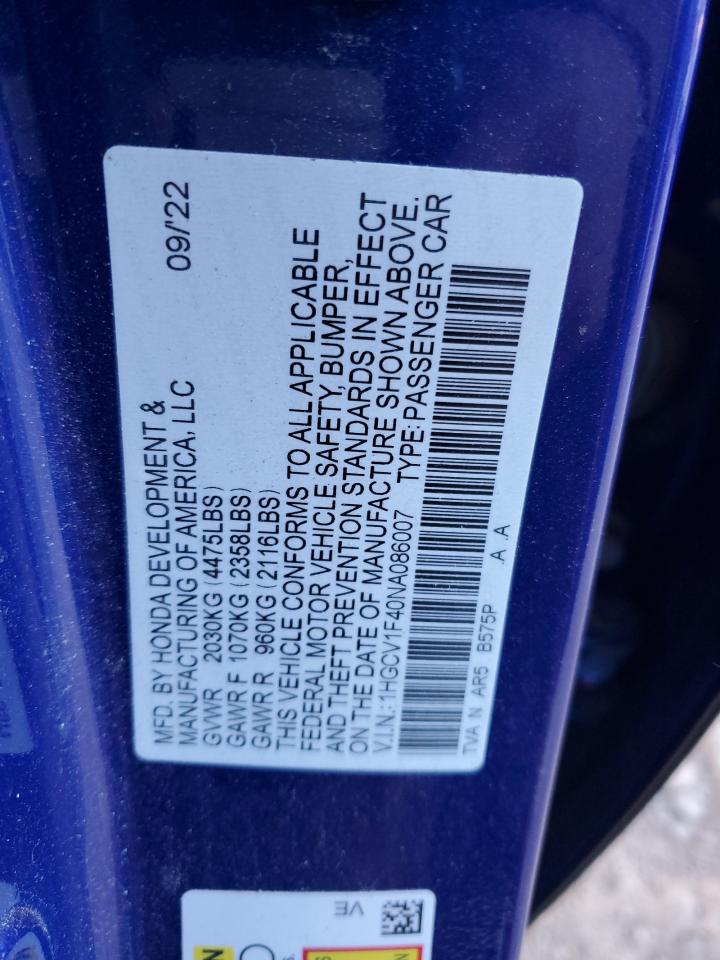 MFD. BY HONDA DEVELOPMENT &
MANUFACTURING OF AMERICA, LLC 09/'22
GVWR 2030KG (4475LBS)
GAWR F 1070KG (2358LBS)
GAWR R 960KG (2116LBS)
THIS VEHICLE CONFORMS TO ALL APPLICABLE
FEDERAL MOTOR VEHICLE SAFETY, BUMPER,
AND THEFT PREVENTION STANDARDS IN EFFECT
ON THE DATE OF MANUFACTURE SHOWN ABOVE.
V.I.N.: 1HGCV1F40NA086007 TYPE: PASSENGER CAR
TVA N AR5 B575P .A .A
VE